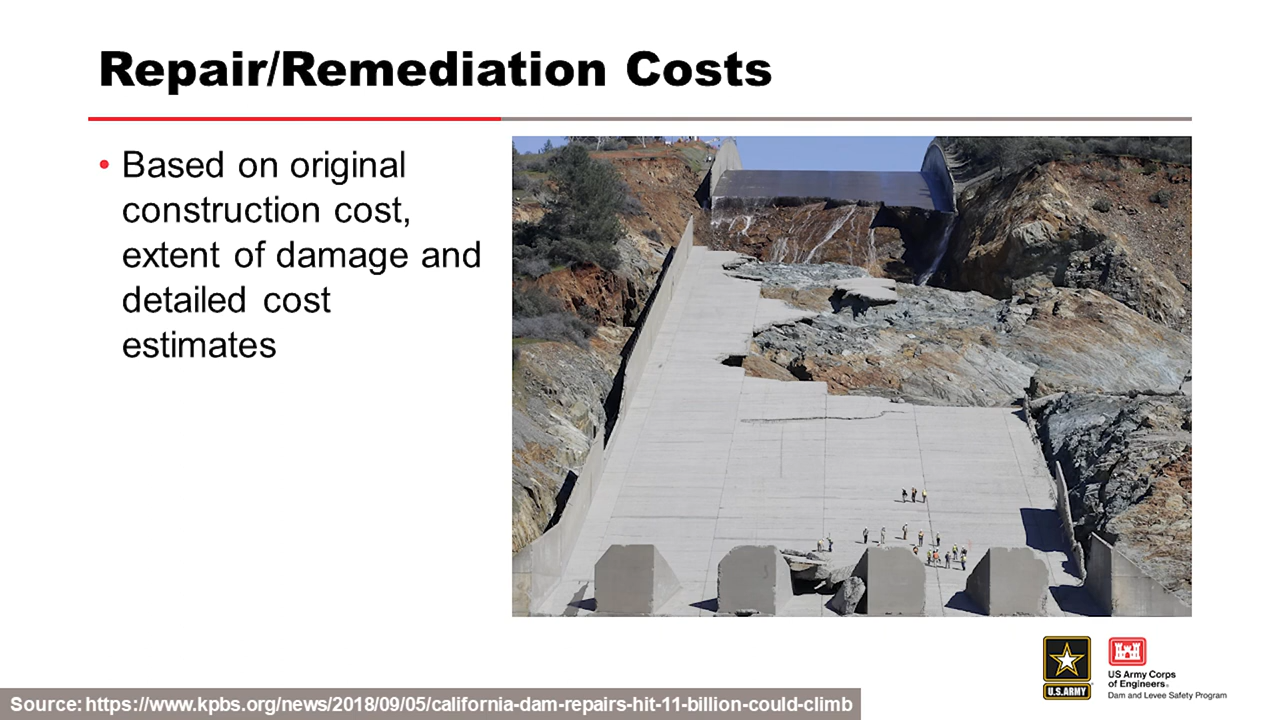 Repair/Remediation Costs
• Based on original
construction cost,
extent of damage and
detailed cost
estimates
U.S.ARMY
US Army Corps
of Engineers®
Dam and Levee Safety Program
Source: https://www.kpbs.org/news/2018/09/05/california-dam-repairs-hit-11-billion-could-climb